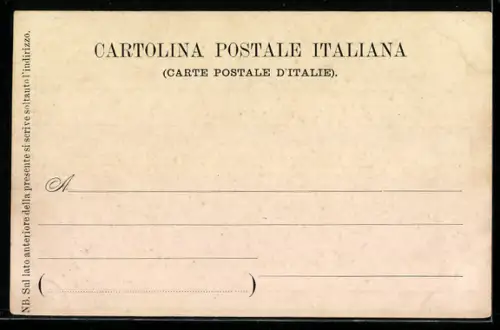 CARTOLINA POSTALE ITALIANA
(CARTE POSTALE D'ITALIE).
A
( )
NB. Sul lato anteriore della presente si scrive soltanto l'indirizzo.